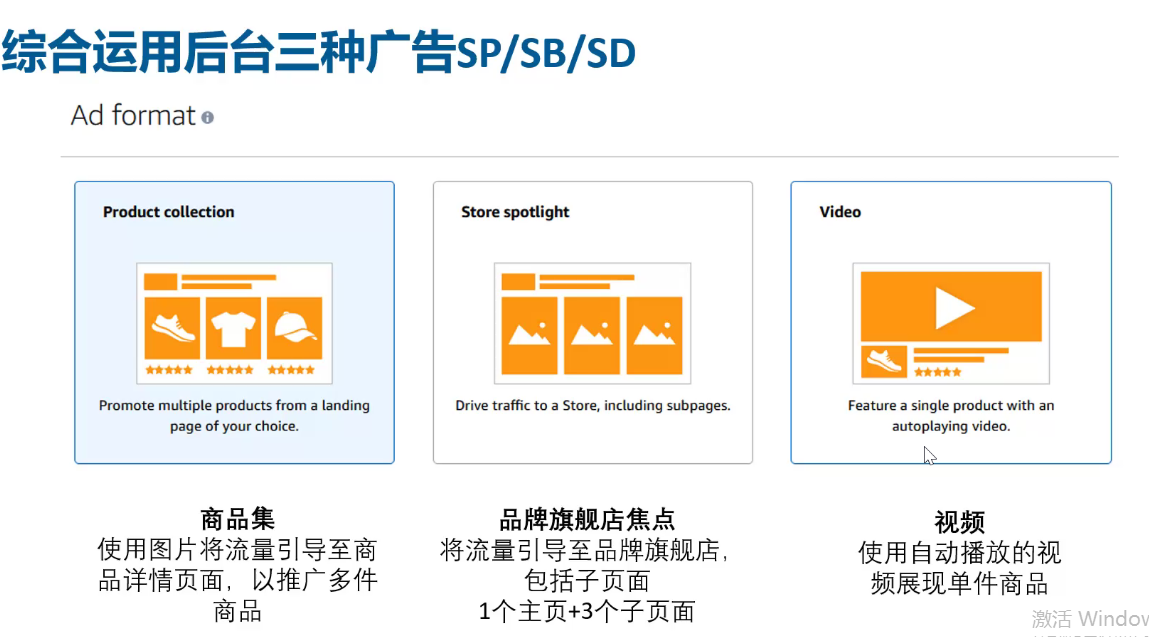 综合运用后台三种广告SP/SB/SD
Ad format
Product collection
Store spotlight
Video
Promote multiple products from a landing
page of your choice.
Drive traffic to a Store, including subpages.
Feature a single product with an
autoplaying video.
商品集
使用图片将流量引导至商
品详情页面，以推广多件
商品
品牌旗舰店焦点
将流量引导至品牌旗舰店，
包括子页面
1个主页+3个子页面
视频
使用自动播放的视
频展现单件商品
激活 Window